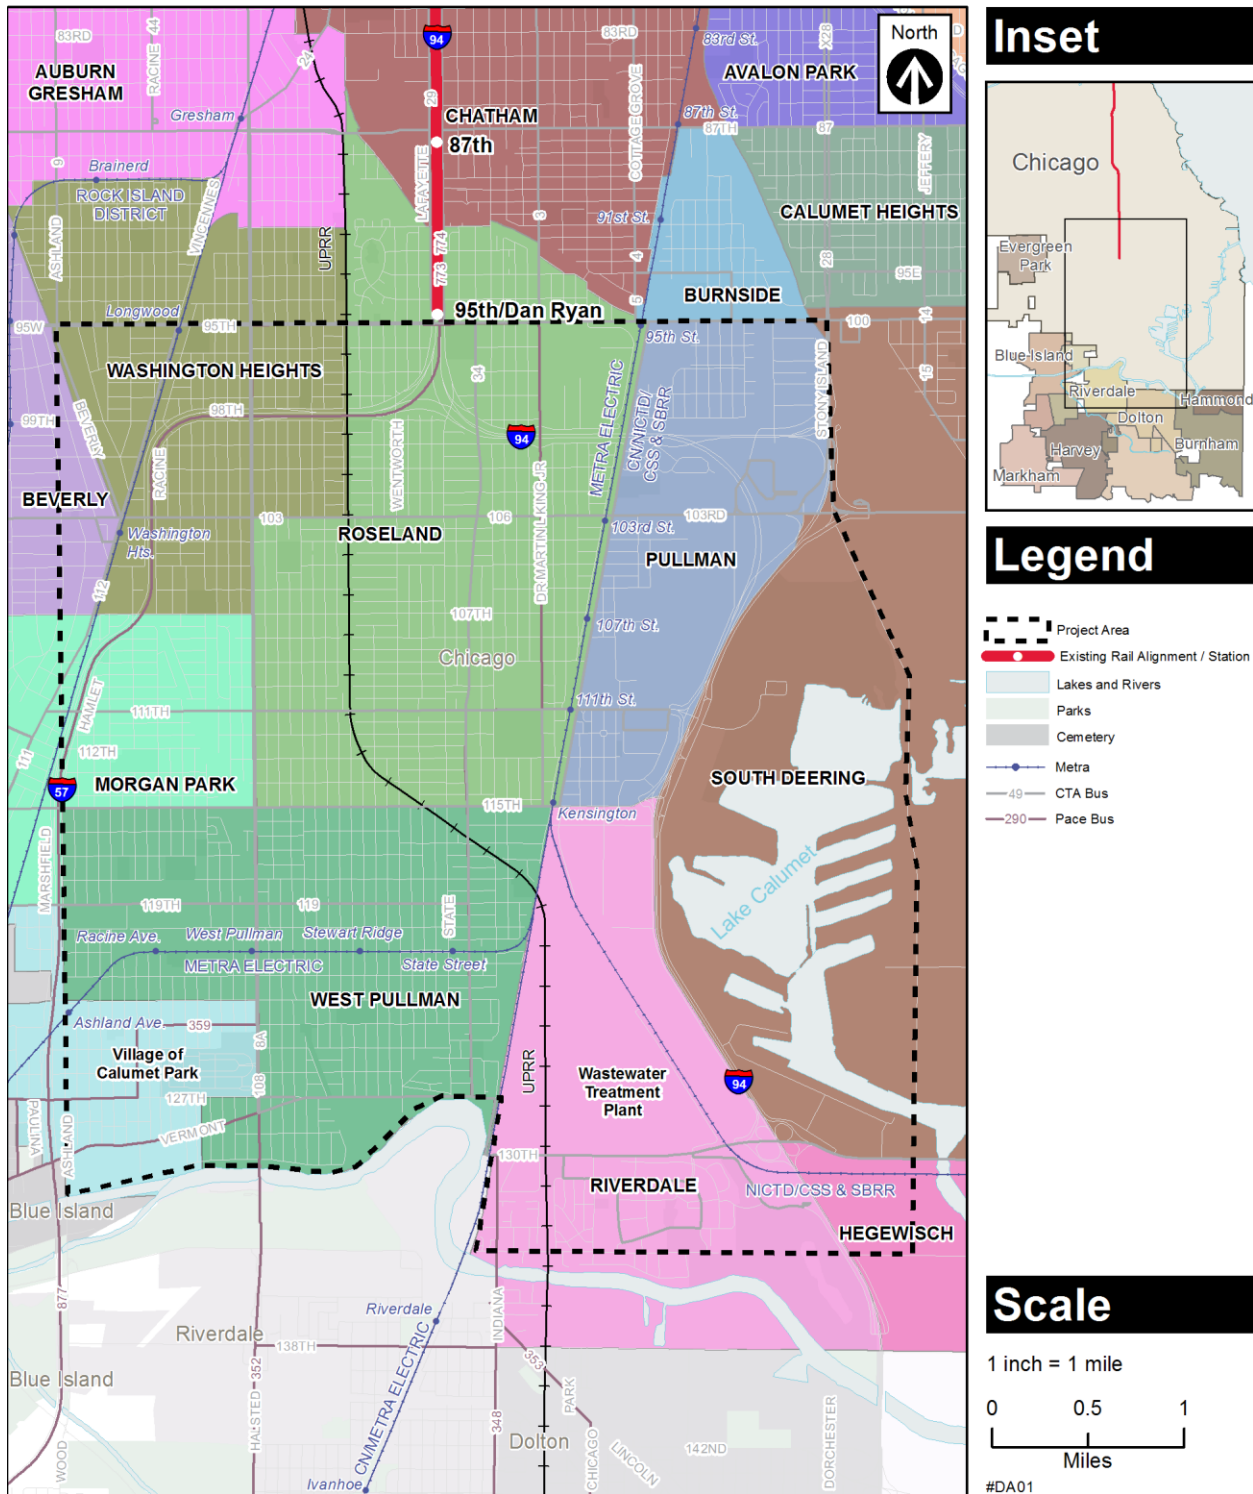 83RD
RACINE
44
24
94
83RD
83rd St.
X28
North
AUBURN
GRESHAM
AVALON PARK
29
COTTAGE GROVE
Gresham
CHATHAM
87th St.
87TH
87
87th
9
Brainerd
ROCK ISLAND
DISTRICT
VINCENNES
LAFAYETTE
JEFFERY
ASHLAND
UPRR
3
91st St.
CALUMET HEIGHTS
774
773
4
28
95E
Longwood
95TH
95W
95th/Dan Ryan
5
BURNSIDE
100
14
95th St.
WASHINGTON HEIGHTS
34
STONY ISLAND
15
98TH
BEVERLY
99TH
METRA ELECTRIC
CN/NICTD/
CSS & SBRR
94
WENTWORTH
RACINE
BEVERLY
103
106
103RD
103rd St.
Washington
Hts.
ROSELAND
DR MARTIN L KING JR
PULLMAN
112
107TH
107th St.
Chicago
HAMLET
111TH
111th St.
111
112TH
57
MORGAN PARK
SOUTH DEERING
115TH
Kensington
MARSHFIELD
Lake Calumet
119TH
119
STATE
Racine Ave.
West Pullman
Stewart Ridge
METRA ELECTRIC
State Street
WEST PULLMAN
Ashland Ave.
359
8A
Village of
Calumet Park
UPRR
Wastewater
Treatment
Plant
94
108
127TH
PAULINA
ASHLAND
VERMONT
130TH
RIVERDALE
NICTD/CSS & SBRR
Blue Island
HEGEWISCH
877
Riverdale
Riverdale
INDIANA
138TH
352
353
Blue Island
HALSTED
CN/METRA ELECTRIC
348
PARK
DORCHESTER
Dolton
142ND
WOOD
CHICAGO
LINCOLN
Ivanhoe
Inset
Chicago
Evergreen
Park
Blue Island
Riverdale
Hammond
Dolton
Harvey
Burnham
Markham
Legend
Project Area
Existing Rail Alignment / Station
Lakes and Rivers
Parks
Cemetery
Metra
49
CTA Bus
290
Pace Bus
Scale
1 inch = 1 mile
0
0.5
1
Miles
#DA01